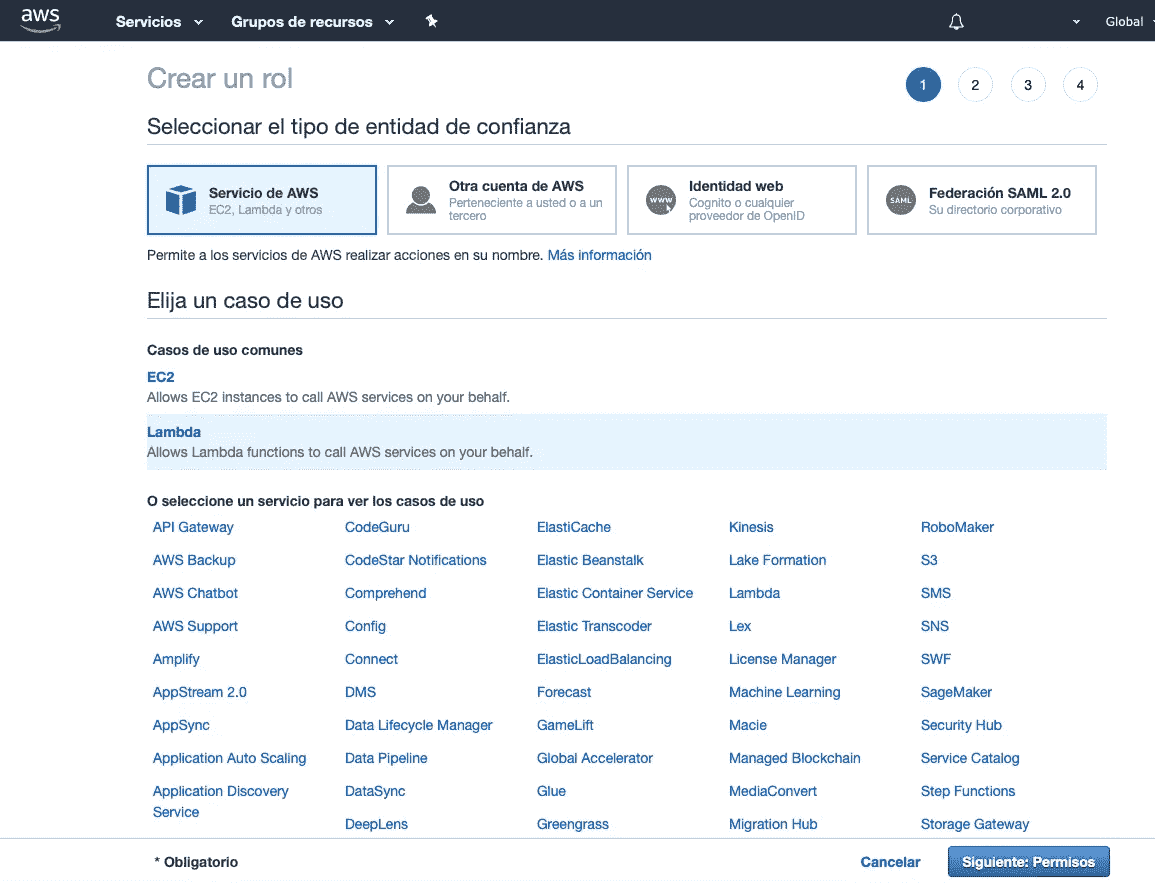 aws Servicios Grupos de recursos Global
Crear un rol
1 2 3 4
Seleccionar el tipo de entidad de confianza
Servicio de AWS
EC2, Lambda y otros
Otra cuenta de AWS
Perteneciente a usted o a un
tercero
www
Identidad web
Cognito o cualquier
proveedor de OpenID
SAML
Federación SAML 2.0
Su directorio corporativo
Permite a los servicios de AWS realizar acciones en su nombre. Más información
Elija un caso de uso
Casos de uso comunes
EC2
Allows EC2 instances to call AWS services on your behalf.
Lambda
Allows Lambda functions to call AWS services on your behalf.
O seleccione un servicio para ver los casos de uso
API Gateway CodeGuru ElastiCache Kinesis RoboMaker
AWS Backup CodeStar Notifications Elastic Beanstalk Lake Formation S3
AWS Chatbot Comprehend Elastic Container Service Lambda SMS
AWS Support Config Elastic Transcoder Lex SNS
Amplify Connect ElasticLoadBalancing License Manager SWF
AppStream 2.0 DMS Forecast Machine Learning SageMaker
AppSync Data Lifecycle Manager GameLift Macie Security Hub
Application Auto Scaling Data Pipeline Global Accelerator Managed Blockchain Service Catalog
Application Discovery DataSync Glue MediaConvert Step Functions
Service
DeepLens Greengrass Migration Hub Storage Gateway
* Obligatorio Cancelar Siguiente: Permisos